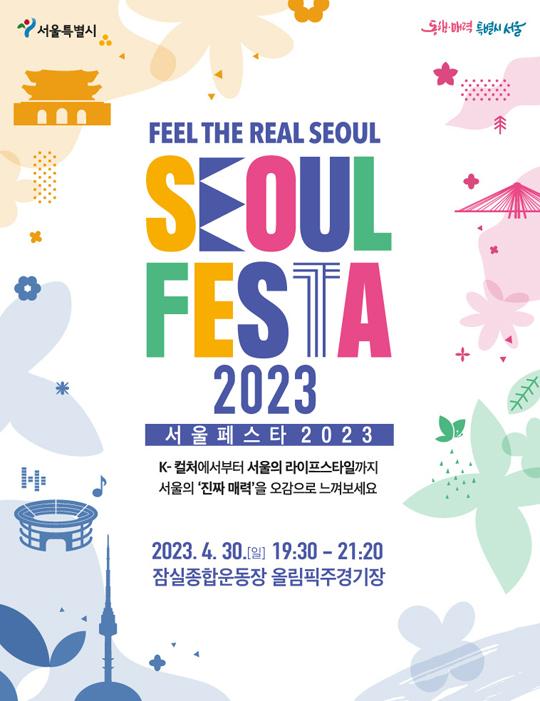 서울특별시
동행·매력 특별시 서울
FEEL THE REAL SEOUL
SEOUL
FESTA
2023
서울페스타 2023
K- 컬처에서부터 서울의 라이프스타일까지
서울의 ‘진짜 매력’을 오감으로 느껴보세요
2023. 4. 30.[일] 19:30 – 21:20
잠실종합운동장 올림픽주경기장